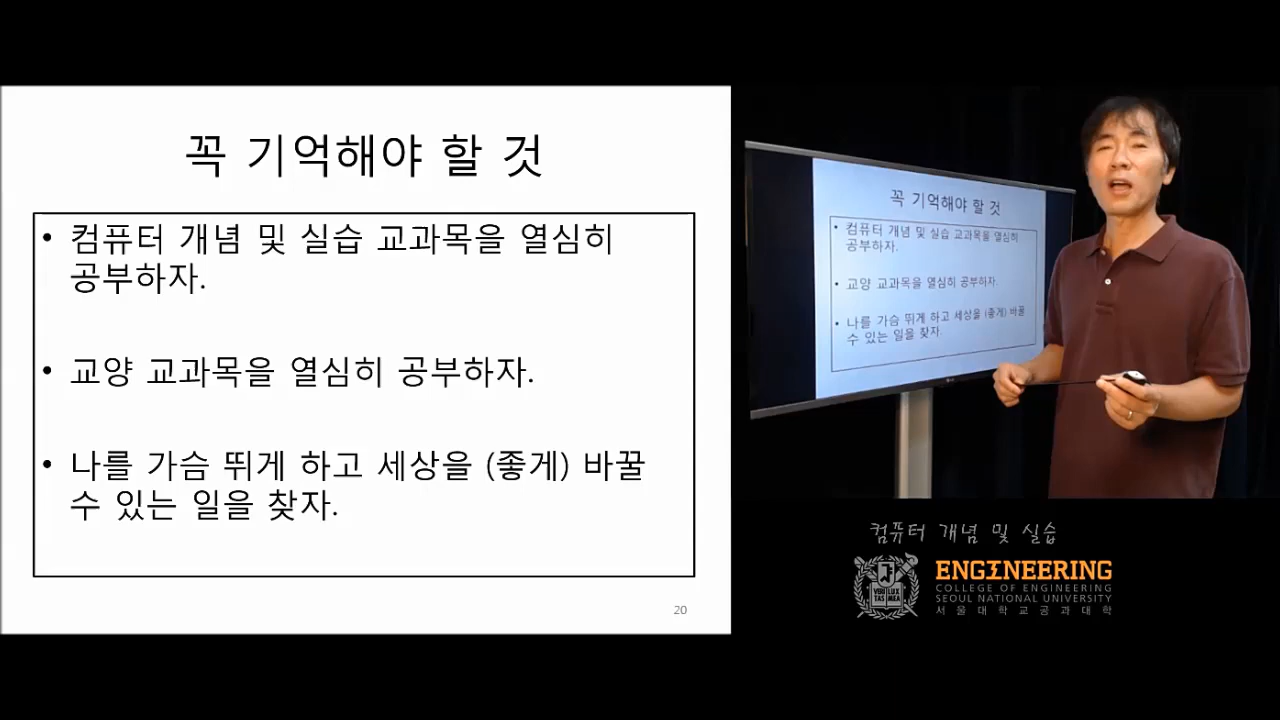 꼭 기억해야 할 것
• 컴퓨터 개념 및 실습 교과목을 열심히
공부하자.
• 교양 교과목을 열심히 공부하자.
• 나를 가슴 뛰게 하고 세상을 (좋게) 바꿀
수 있는 일을 찾자.
20
꼭 기억해야 할 것
• 컴퓨터 개념 및 실습 교과목을 열심히
공부하자.
• 교양 교과목을 열심히 공부하자.
• 나를 가슴 뛰게 하고 세상을 (좋게) 바꿀
수 있는 일을 찾자.
컴퓨터 개념 및 실습
ENGINEERING
COLLEGE OF ENGINEERING
SEOUL NATIONAL UNIVERSITY
서울대학교공과대학